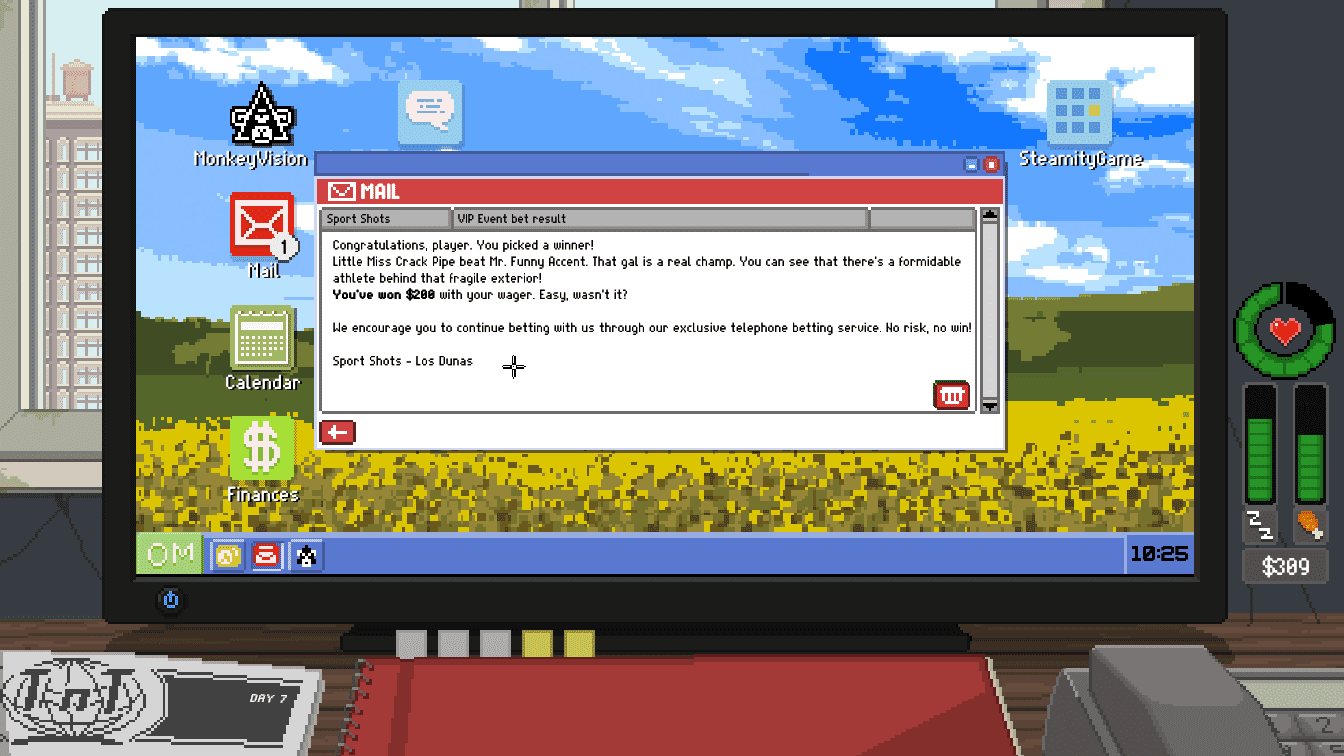 MonkeyVision
SteamityGame
MAIL
Sport Shots
VIP Event bet result
Congratulations, player. You picked a winner!
Little Miss Crack Pipe beat Mr. Funny Accent. That gal is a real champ. You can see that there's a formidable
athlete behind that fragile exterior!
You've won $200 with your wager. Easy, wasn't it?
We encourage you to continue betting with us through our exclusive telephone betting service. No risk, no win!
Sport Shots - Los Dunas
1
Mail
Calendar
$
Finances
OM
10:25
Z
Z
$309
TnT
DAY 7
2